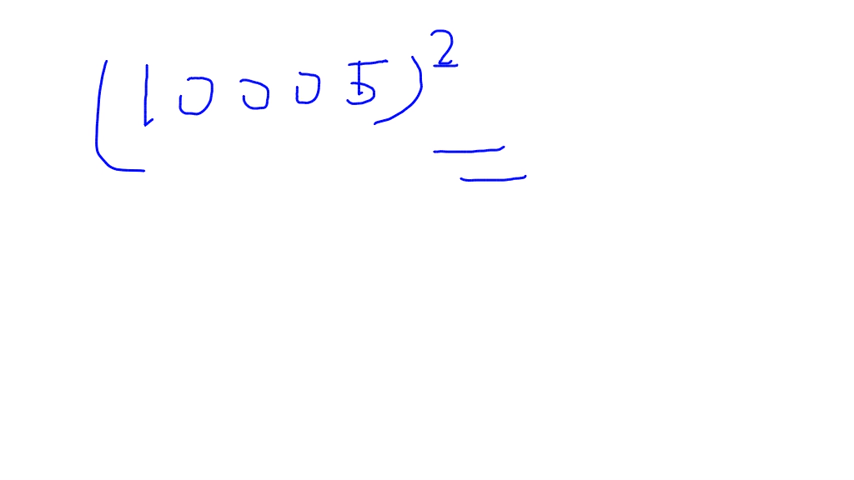 (10005)² =